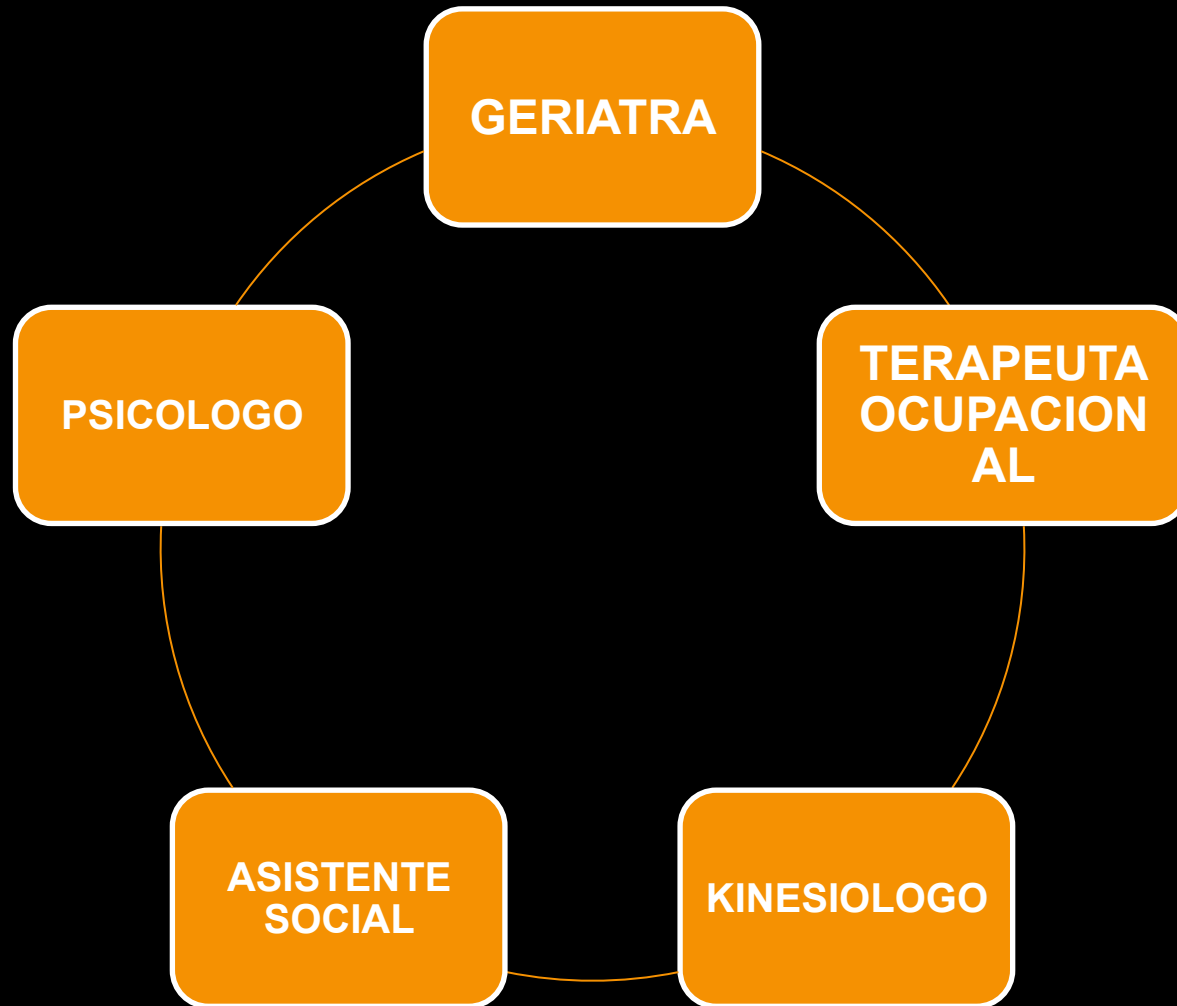 GERIATRA
TERAPEUTA
OCUPACION
AL
PSICOLOGO
ASISTENTE
SOCIAL
KINESIOLOGO